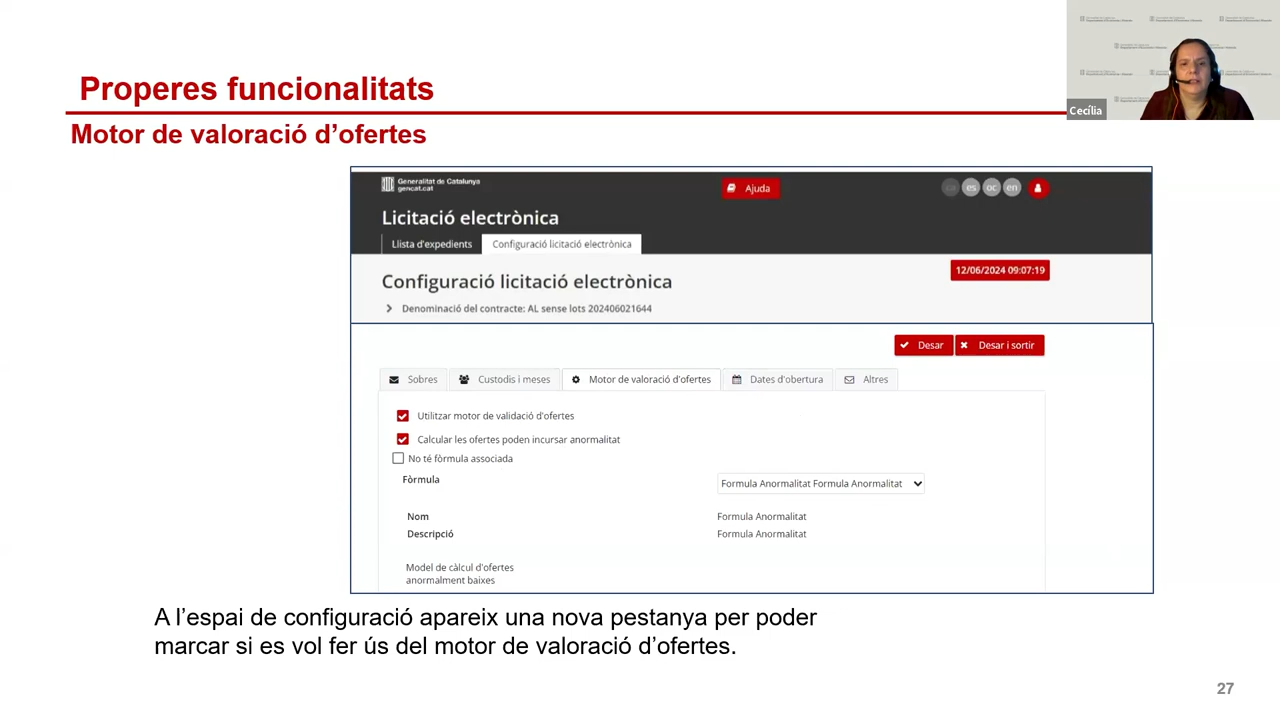 Properes funcionalitats
Motor de valoració d'ofertes
Cecília
Generalitat de Catalunya
gencat.cat
Ajuda
es oc en
Licitació electrònica
Llista d'expedients Configuració licitació electrònica
12/06/2024 09:07:19
Configuració licitació electrònica
Denominació del contracte: AL sense lots 202406021644
Desar Desar i sortir
Sobres Custodis i meses Motor de valoració d'ofertes Dates d'obertura Altres
Utilitzar motor de validació d'ofertes
Calcular les ofertes poden incursar anormalitat
No té fòrmula associada
Fòrmula Formula Anormalitat Formula Anormalitat
Nom Formula Anormalitat
Descripció Formula Anormalitat
Model de càlcul d'ofertes
anormalment baixes
A l'espai de configuració apareix una nova pestanya per poder
marcar si es vol fer ús del motor de valoració d'ofertes.
27